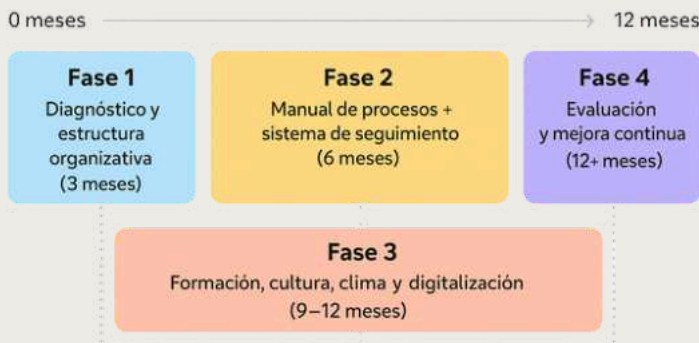 0 meses
12 meses
Fase 1
Diagnóstico y
estructura
organizativa
(3 meses)
Fase 2
Manual de procesos +
sistema de seguimiento
(6 meses)
Fase 4
Evaluación
y mejora continua
(12+ meses)
Fase 3
Formación, cultura, clima y digitalización
(9–12 meses)